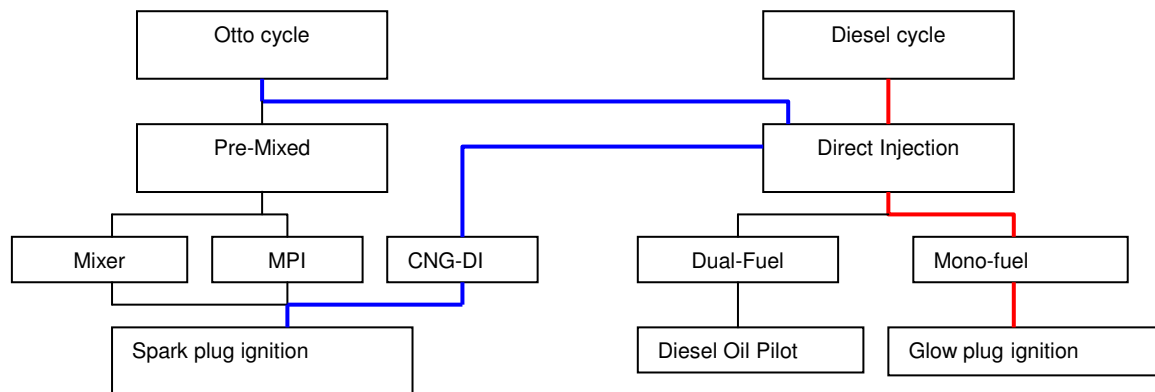 Otto cycle
Diesel cycle
Pre-Mixed
Direct Injection
Mixer
MPI
CNG-DI
Dual-Fuel
Mono-fuel
Spark plug ignition
Diesel Oil Pilot
Glow plug ignition